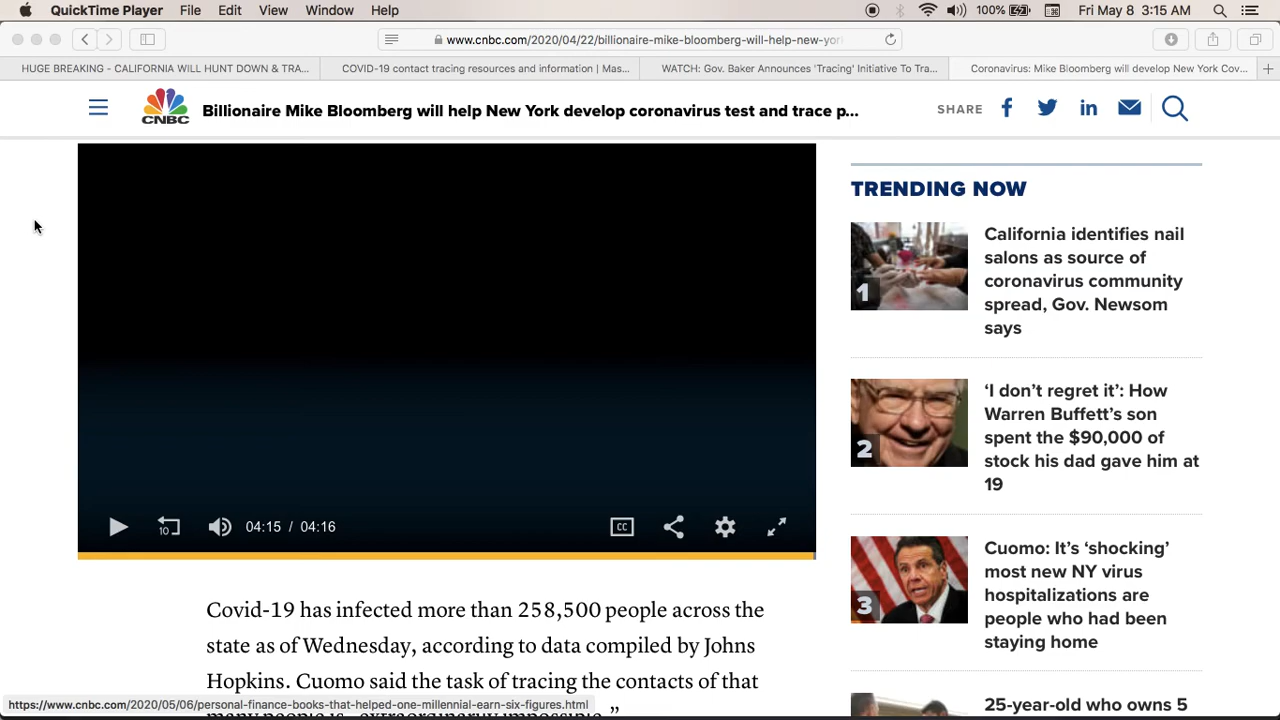 QuickTime Player File Edit View Window Help 100% Fri May 8 3:15 AM
www.cnbc.com/2020/04/22/billionaire-mike-bloomberg-will-help-new-yor
HUGE BREAKING - CALIFORNIA WILL HUNT DOWN & TRA... COVID-19 contact tracing resources and information | Mas... WATCH: Gov. Baker Announces 'Tracing' Initiative To Tra... Coronavirus: Mike Bloomberg will develop New York Cov...
CNBC Billionaire Mike Bloomberg will help New York develop coronavirus test and trace p... SHARE
04:15 / 04:16 CC
10
Covid-19 has infected more than 258,500 people across the
state as of Wednesday, according to data compiled by Johns
Hopkins. Cuomo said the task of tracing the contacts of that
many people is “extraordinarily impossible.”
https://www.cnbc.com/2020/05/06/personal-finance-books-that-helped-one-millennial-earn-six-figures.html
TRENDING NOW
1
California identifies nail
salons as source of
coronavirus community
spread, Gov. Newsom
says
2
‘I don’t regret it’: How
Warren Buffett’s son
spent the $90,000 of
stock his dad gave him at
19
3
Cuomo: It’s ‘shocking’
most new NY virus
hospitalizations are
people who had been
staying home
25-year-old who owns 5